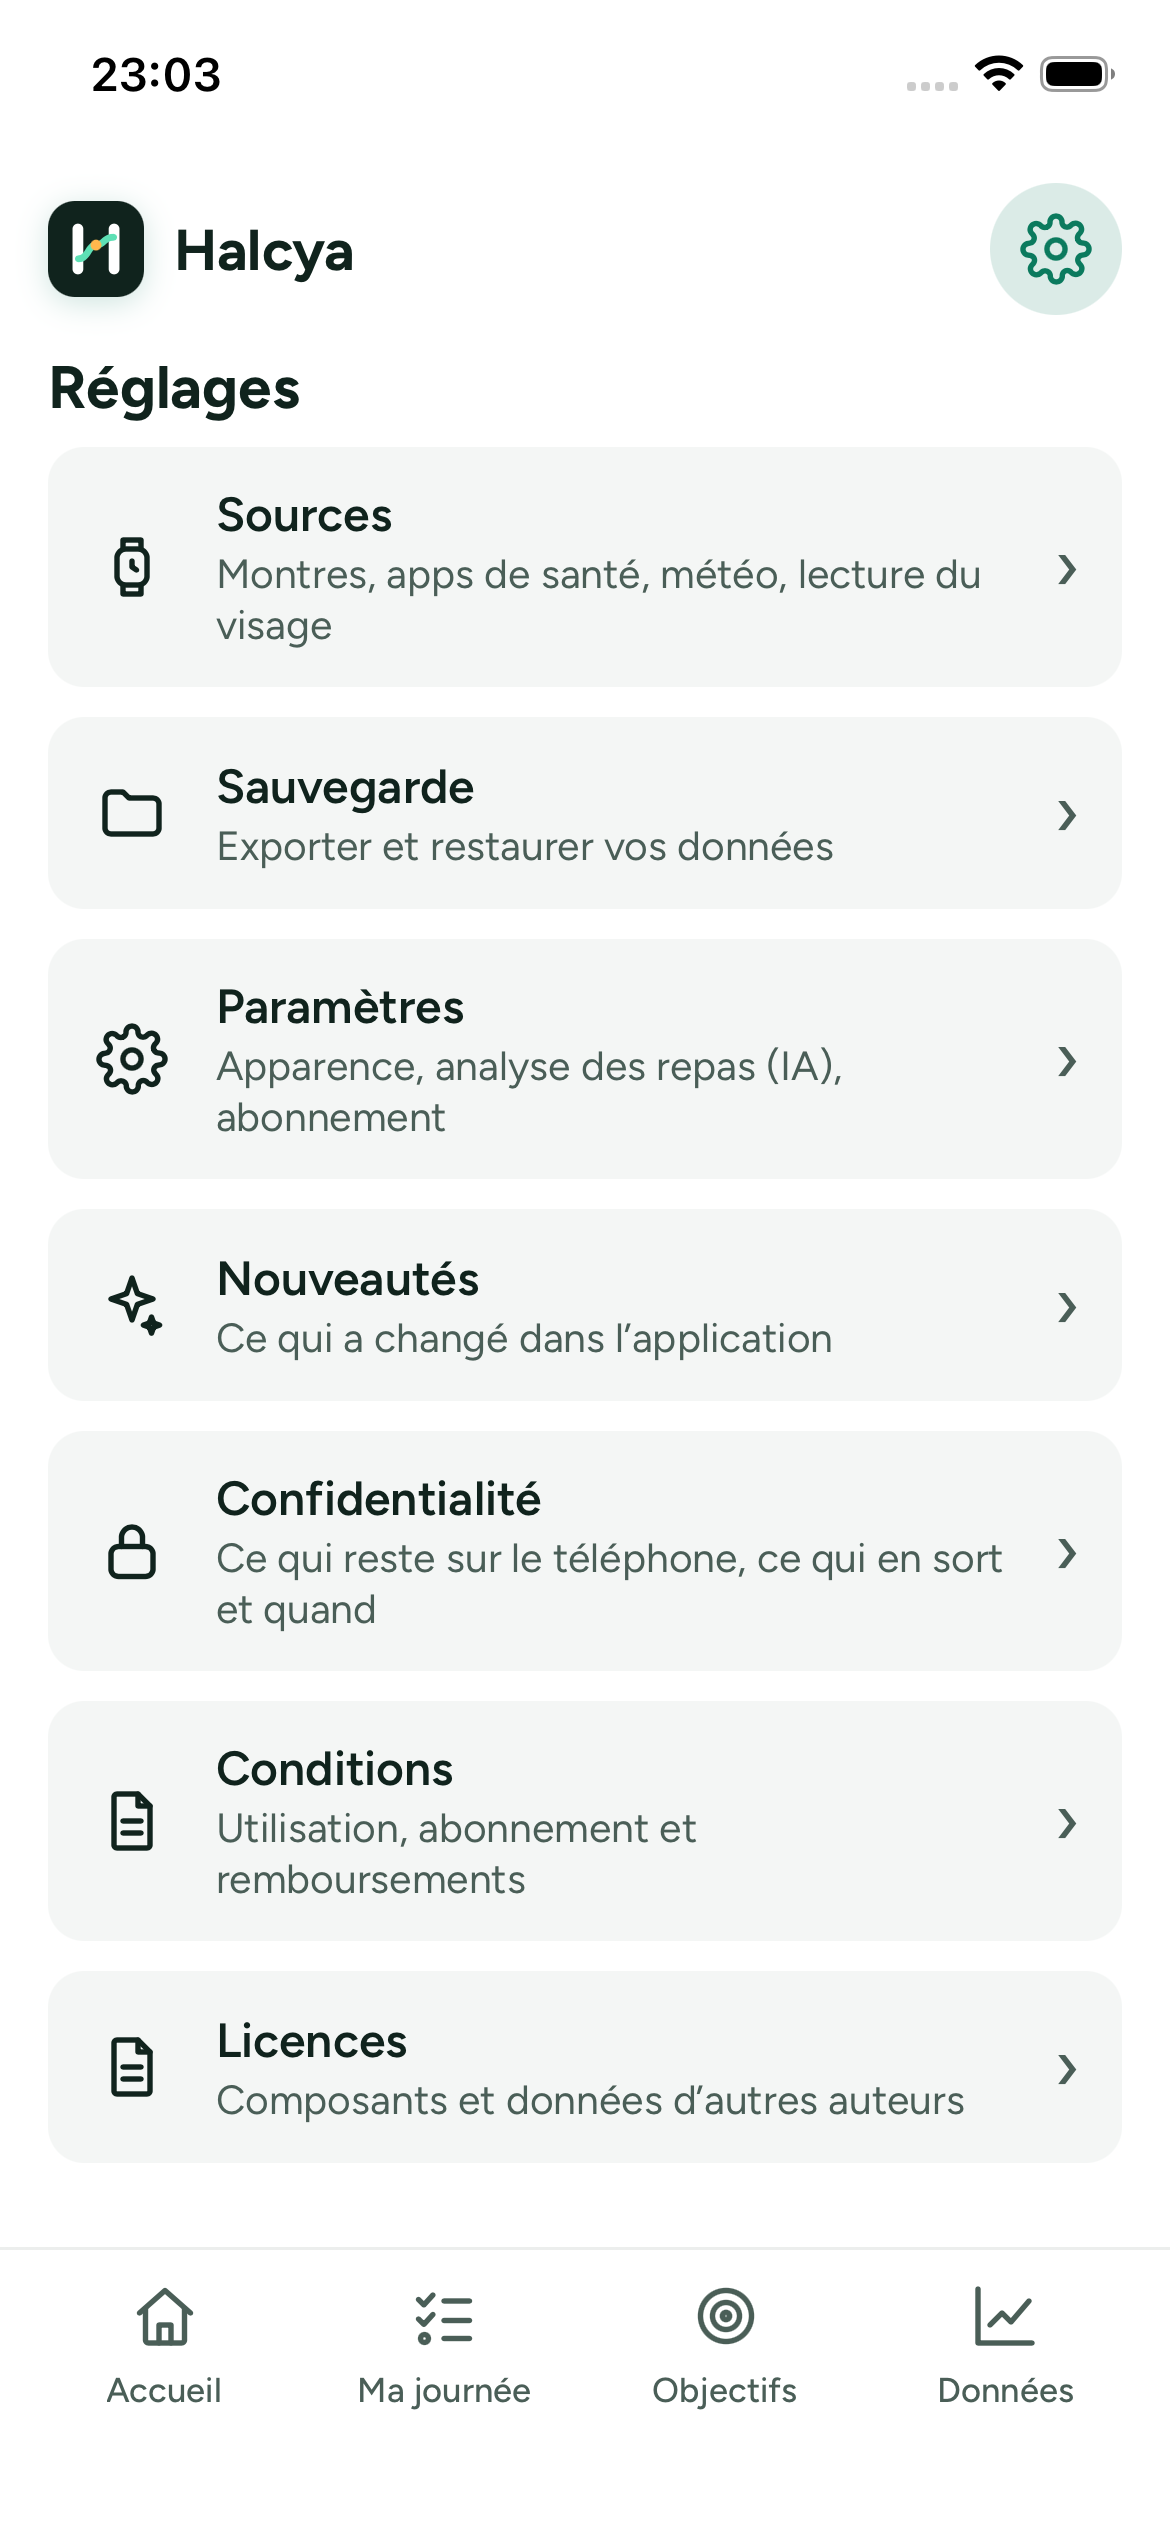 23:03
Halcya
Réglages
Sources
Montres, apps de santé, météo, lecture du
visage
Sauvegarde
Exporter et restaurer vos données
Paramètres
Apparence, analyse des repas (IA),
abonnement
Nouveautés
Ce qui a changé dans l’application
Confidentialité
Ce qui reste sur le téléphone, ce qui en sort
et quand
Conditions
Utilisation, abonnement et
remboursements
Licences
Composants et données d’autres auteurs
Accueil
Ma journée
Objectifs
Données